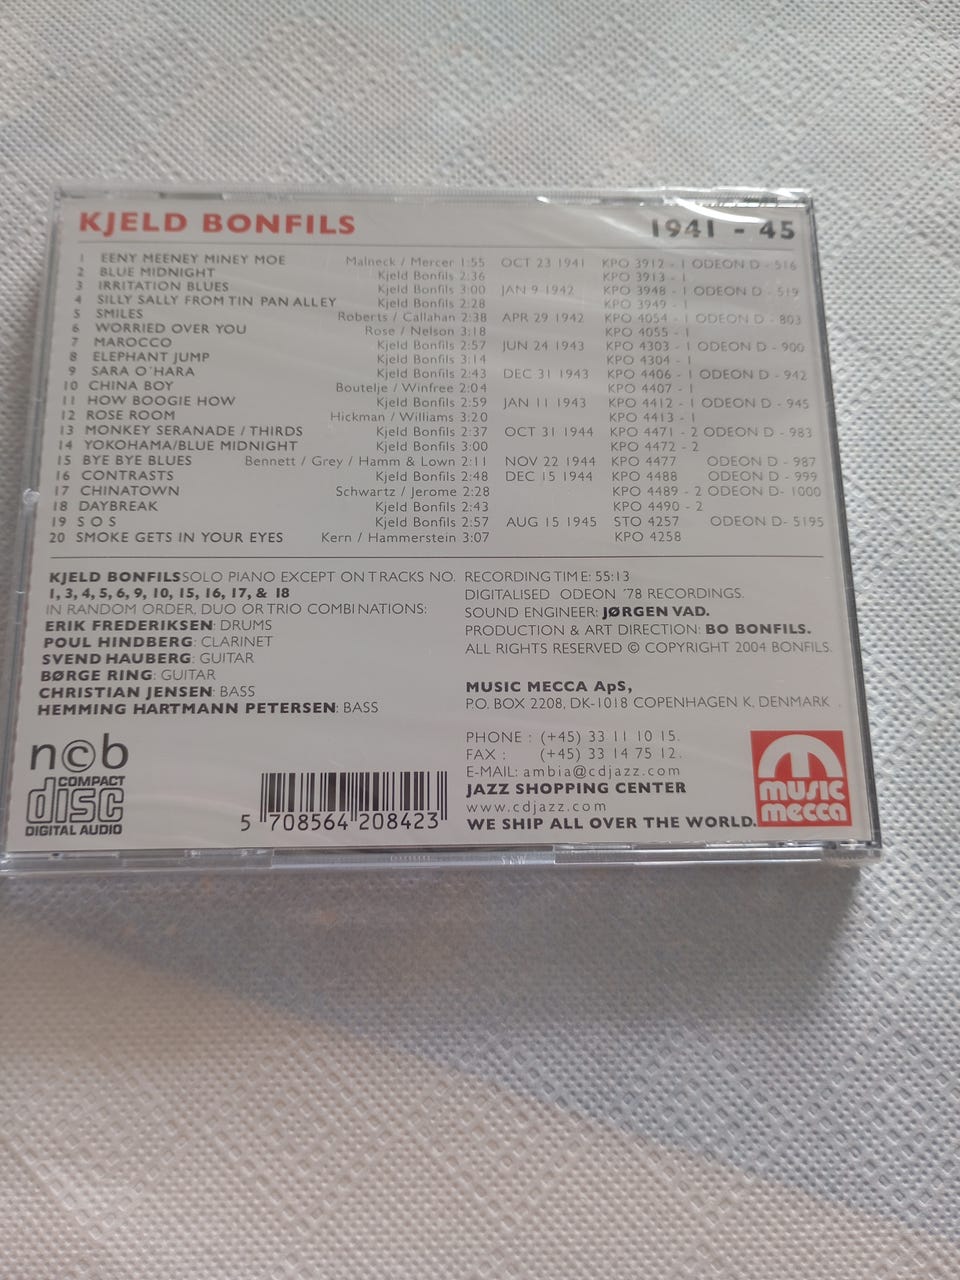 KJELD BONFILS 1941 - 45
1 EENY MEENEY MINEY MOE Malneck / Mercer 1:55 OCT 23 1941 KPO 3912 - 1 ODEON D - 516
2 BLUE MIDNIGHT Kjeld Bonfils 2:36 KPO 3913 - 1
3 IRRITATION BLUES Kjeld Bonfils 3:00 JAN 9 1942 KPO 3948 - 1 ODEON D - 519
4 SILLY SALLY FROM TIN PAN ALLEY Kjeld Bonfils 2:28 KPO 3949 - 1
5 SMILES Roberts / Callahan 2:38 APR 29 1942 KPO 4054 - 1 ODEON D - 803
6 WORRIED OVER YOU Rose / Nelson 3:18 KPO 4055 - 1
7 MAROCCO Kjeld Bonfils 2:57 JUN 24 1943 KPO 4303 - 1 ODEON D - 900
8 ELEPHANT JUMP Kjeld Bonfils 3:14 KPO 4304 - 1
9 SARA O'HARA Kjeld Bonfils 2:43 DEC 31 1943 KPO 4406 - 1 ODEON D - 942
10 CHINA BOY Boutelje / Winfree 2:04 KPO 4407 - 1
11 HOW BOOGIE HOW Kjeld Bonfils 2:59 JAN 11 1943 KPO 4412 - 1 ODEON D - 945
12 ROSE ROOM Hickman / Williams 3:20 KPO 4413 - 1
13 MONKEY SERANADE / THIRDS Kjeld Bonfils 2:37 OCT 31 1944 KPO 4471 - 2 ODEON D - 983
14 YOKOHAMA/BLUE MIDNIGHT Kjeld Bonfils 3:00 KPO 4472 - 2
15 BYE BYE BLUES Bennett / Grey / Hamm & Lown 2:11 NOV 22 1944 KPO 4477 ODEON D - 987
16 CONTRASTS Kjeld Bonfils 2:48 DEC 15 1944 KPO 4488 ODEON D - 999
17 CHINATOWN Schwartz / Jerome 2:28 KPO 4489 - 2 ODEON D- 1000
18 DAYBREAK Kjeld Bonfils 2:43 KPO 4490 - 2
19 S O S Kjeld Bonfils 2:57 AUG 15 1945 STO 4257 ODEON D- 5195
20 SMOKE GETS IN YOUR EYES Kern / Hammerstein 3:07 KPO 4258
KJELD BONFILS SOLO PIANO EXCEPT ON TRACKS NO.
1, 3, 4, 5, 6, 9, 10, 15, 16, 17, & 18
IN RANDOM ORDER, DUO OR TRIO COMBINATIONS:
ERIK FREDERIKSEN: DRUMS
POUL HINDBERG: CLARINET
SVEND HAUBERG: GUITAR
BØRGE RING: GUITAR
CHRISTIAN JENSEN: BASS
HEMMING HARTMANN PETERSEN: BASS
RECORDING TIME: 55:13
DIGITALISED ODEON '78 RECORDINGS.
SOUND ENGINEER: JØRGEN VAD.
PRODUCTION & ART DIRECTION: BO BONFILS.
ALL RIGHTS RESERVED © COPYRIGHT 2004 BONFILS.
MUSIC MECCA ApS,
P.O. BOX 2208, DK-1018 COPENHAGEN K, DENMARK .
PHONE : (+45) 33 11 10 15.
FAX : (+45) 33 14 75 12.
E-MAIL: ambia@cdjazz.com
JAZZ SHOPPING CENTER
www.cdjazz.com
WE SHIP ALL OVER THE WORLD.
n©b
COMPACT
disc
DIGITAL AUDIO
5 708564 208423
music
mecca